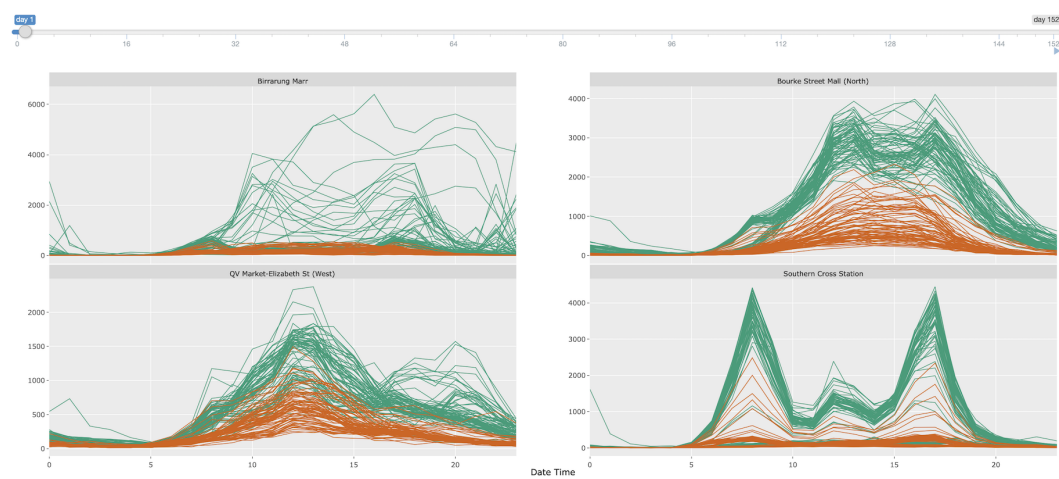 day 1
day 152
0 16 32 48 64 80 96 112 128 144 152
Birrarung Marr
Bourke Street Mall (North)
6000
4000
2000
0
4000
3000
2000
1000
0
QV Market-Elizabeth St (West)
Southern Cross Station
2000
1500
1000
500
0
4000
3000
2000
1000
0
0 5 10 15 20
0 5 10 15 20
Date Time